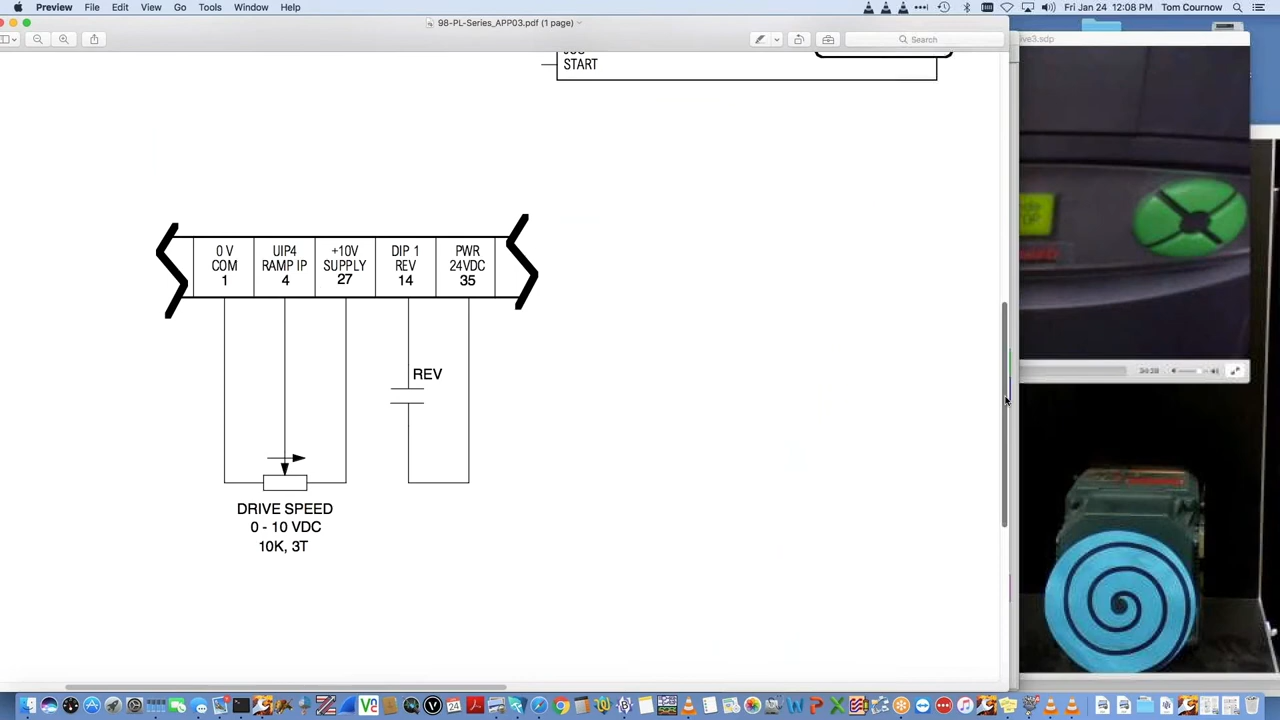 Preview File Edit View Go Tools Window Help
Fri Jan 24 12:08 PM Tom Cournow
98-PL-Series_APP03.pdf (1 page)
ive3.sdp
Search
START
0 V
COM
1
UIP4
RAMP IP
4
+10V
SUPPLY
27
DIP 1
REV
14
PWR
24VDC
35
REV
DRIVE SPEED
0 - 10 VDC
10K, 3T